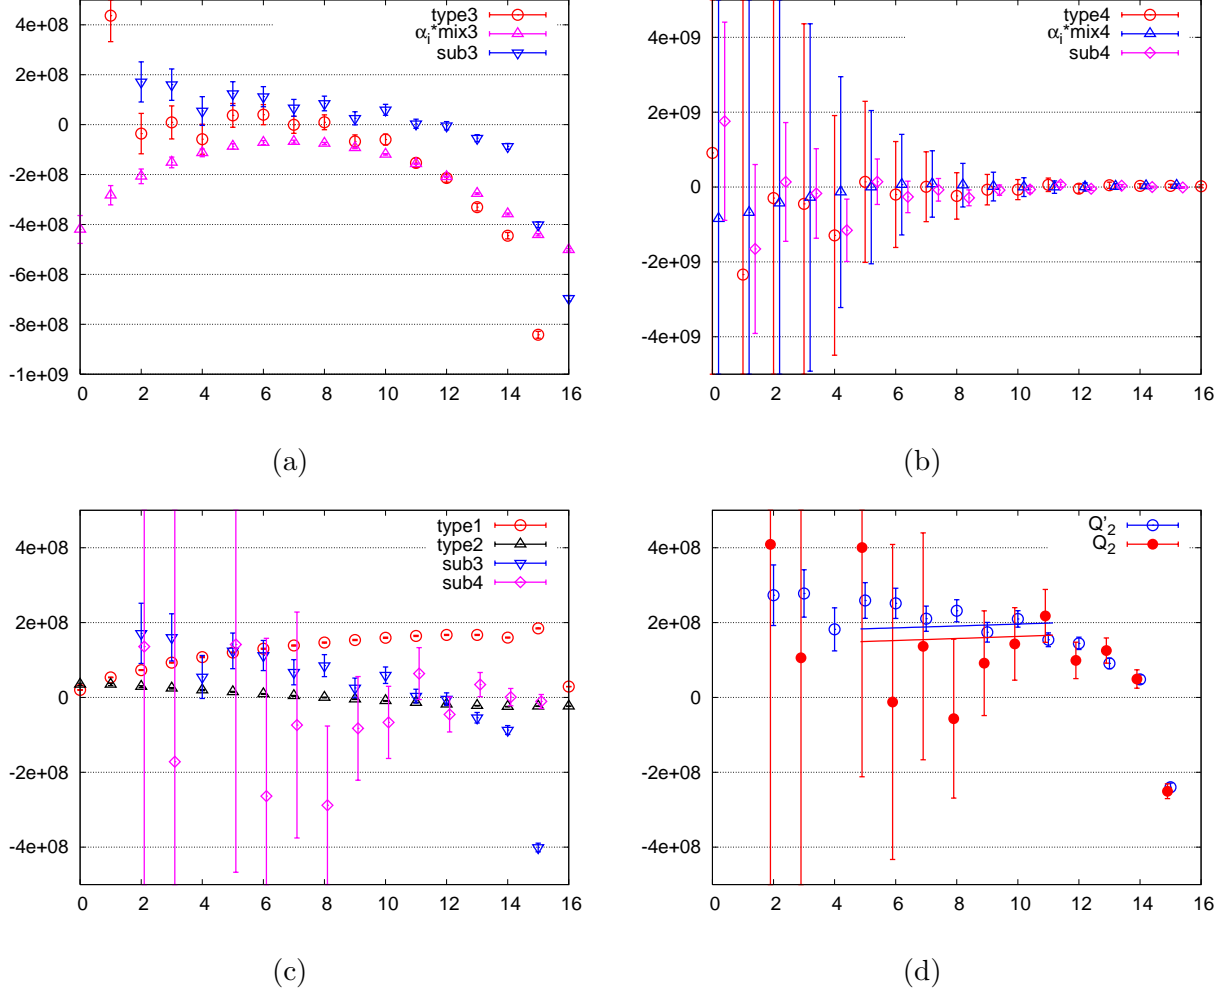 4e+08
2e+08
0
-2e+08
-4e+08
-6e+08
-8e+08
-1e+09
0 2 4 6 8 10 12 14 16
type3
α_i*mix3
sub3
(a)
4e+09
2e+09
0
-2e+09
-4e+09
0 2 4 6 8 10 12 14 16
type4
α_i*mix4
sub4
(b)
4e+08
2e+08
0
-2e+08
-4e+08
0 2 4 6 8 10 12 14 16
type1
type2
sub3
sub4
(c)
4e+08
2e+08
0
-2e+08
-4e+08
0 2 4 6 8 10 12 14 16
Q'_2
Q_2
(d)